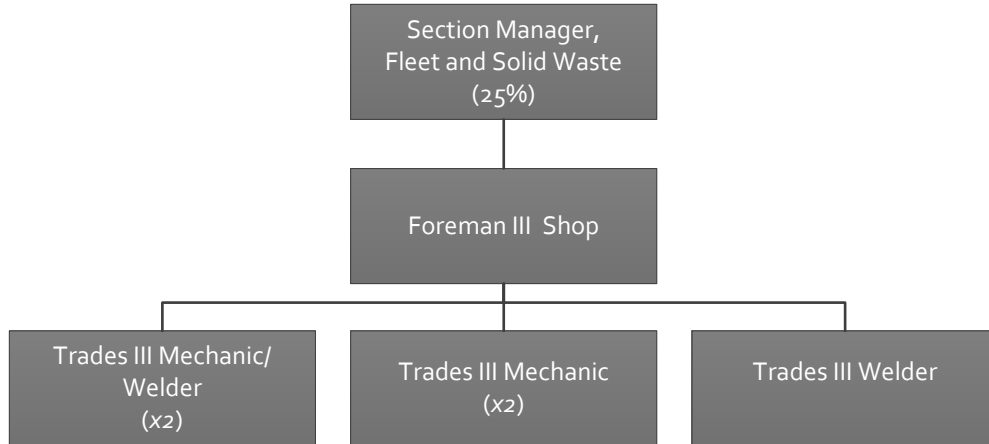 Section Manager,
Fleet and Solid Waste
(25%)
Foreman III  Shop
Trades III Mechanic/
Welder
(x2)
Trades III Mechanic
(x2)
Trades III Welder